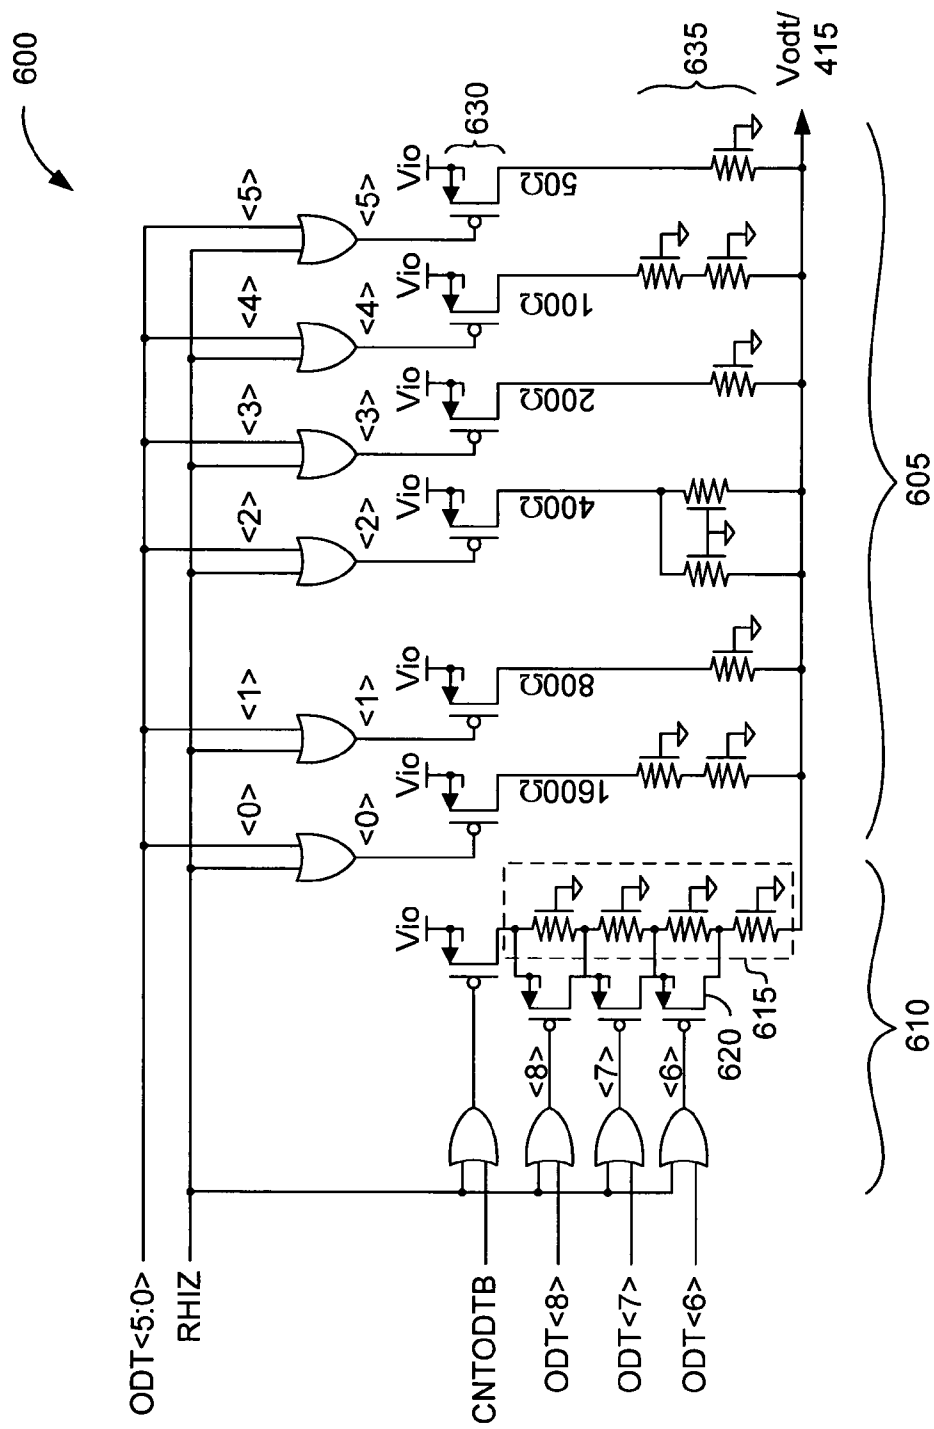 600
ODT<5:0>
RHIZ
CNTODTB
ODT<8>
ODT<7>
ODT<6>
<0>
<1>
<2>
<3>
<4>
<5>
<0>
<1>
<2>
<3>
<4>
<5>
Vio
Vio
Vio
Vio
Vio
Vio
Vio
630
<8>
<7>
<6>
1600Ω
800Ω
400Ω
200Ω
100Ω
50Ω
635
620
615
Vodt/
415
610
605